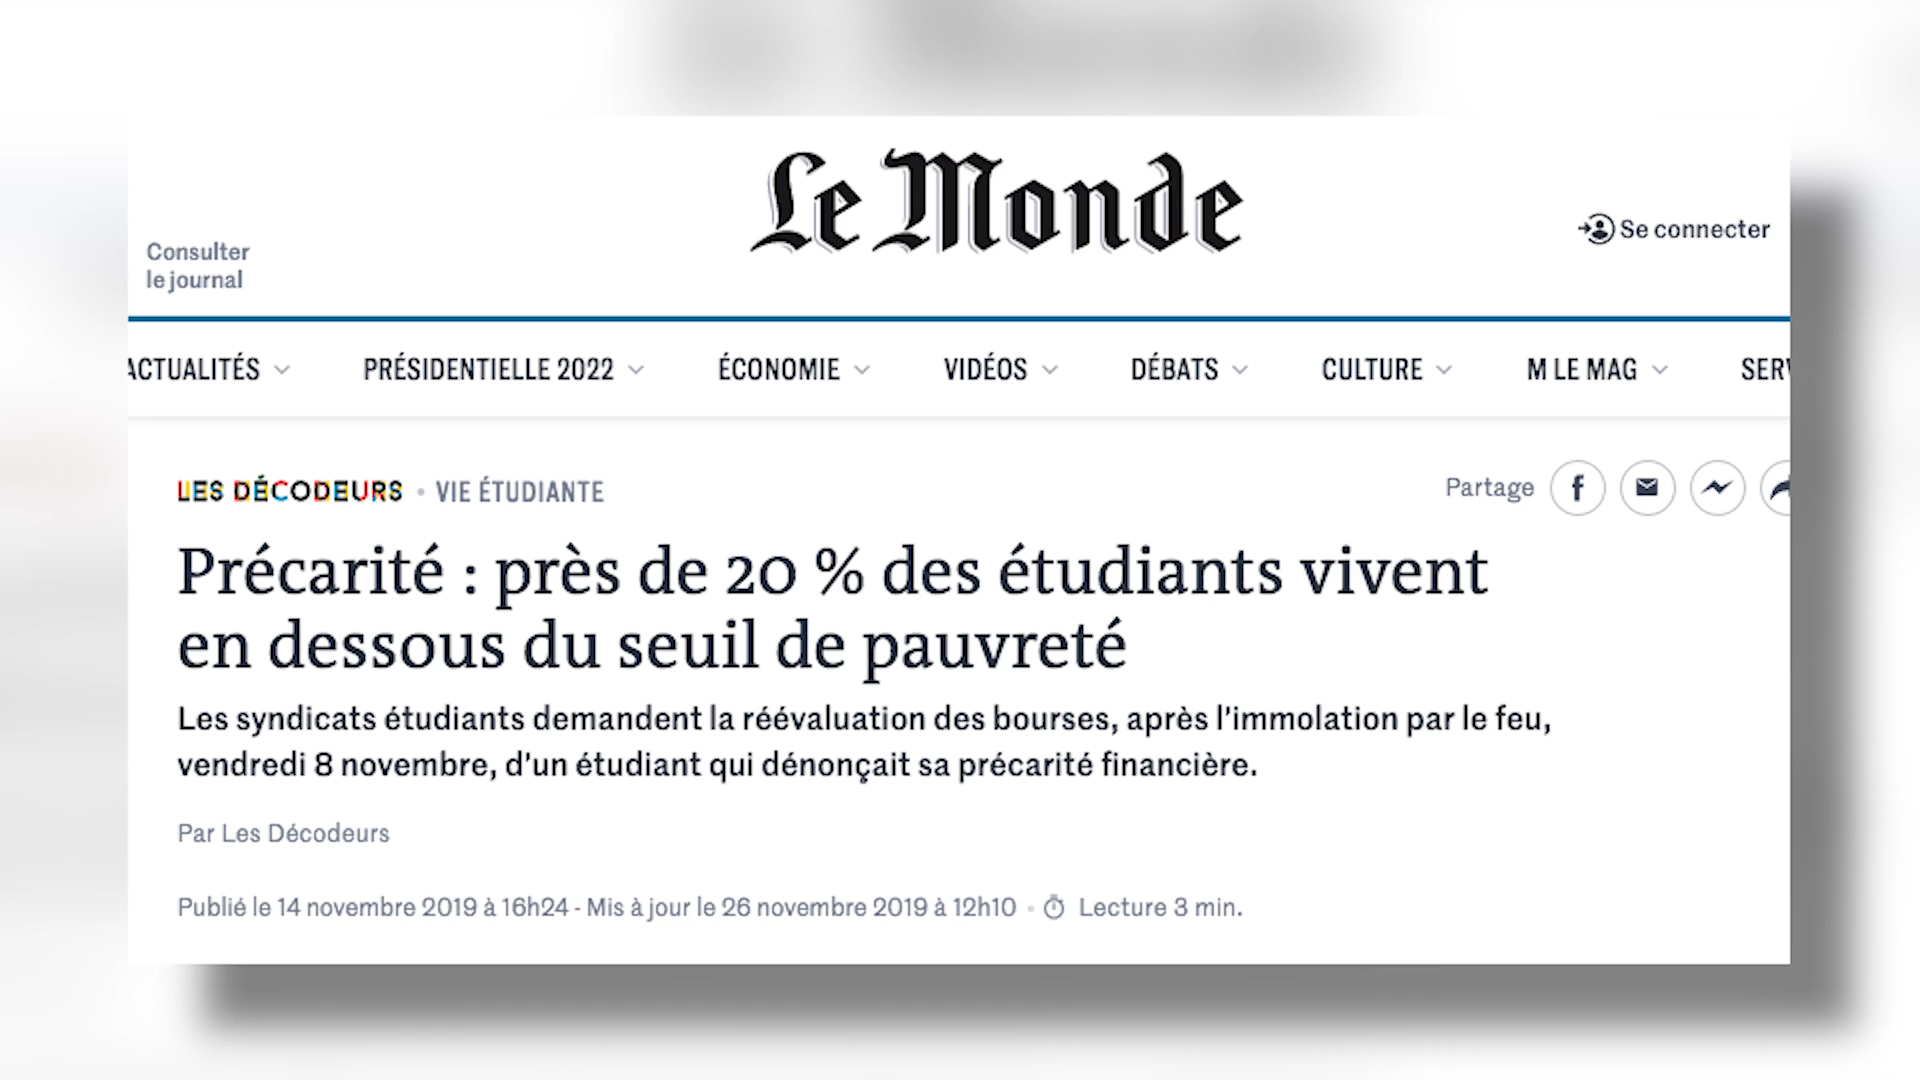 Le Monde
Consulter
le journal
Se connecter
ACTUALITÉS
PRÉSIDENTIELLE 2022
ÉCONOMIE
VIDÉOS
DÉBATS
CULTURE
M LE MAG
SERV
LES DÉCODEURS • VIE ÉTUDIANTE
Partage
Précarité : près de 20 % des étudiants vivent
en dessous du seuil de pauvreté
Les syndicats étudiants demandent la réévaluation des bourses, après l'immolation par le feu,
vendredi 8 novembre, d'un étudiant qui dénonçait sa précarité financière.
Par Les Décodeurs
Publié le 14 novembre 2019 à 16h24 - Mis à jour le 26 novembre 2019 à 12h10 • Lecture 3 min.